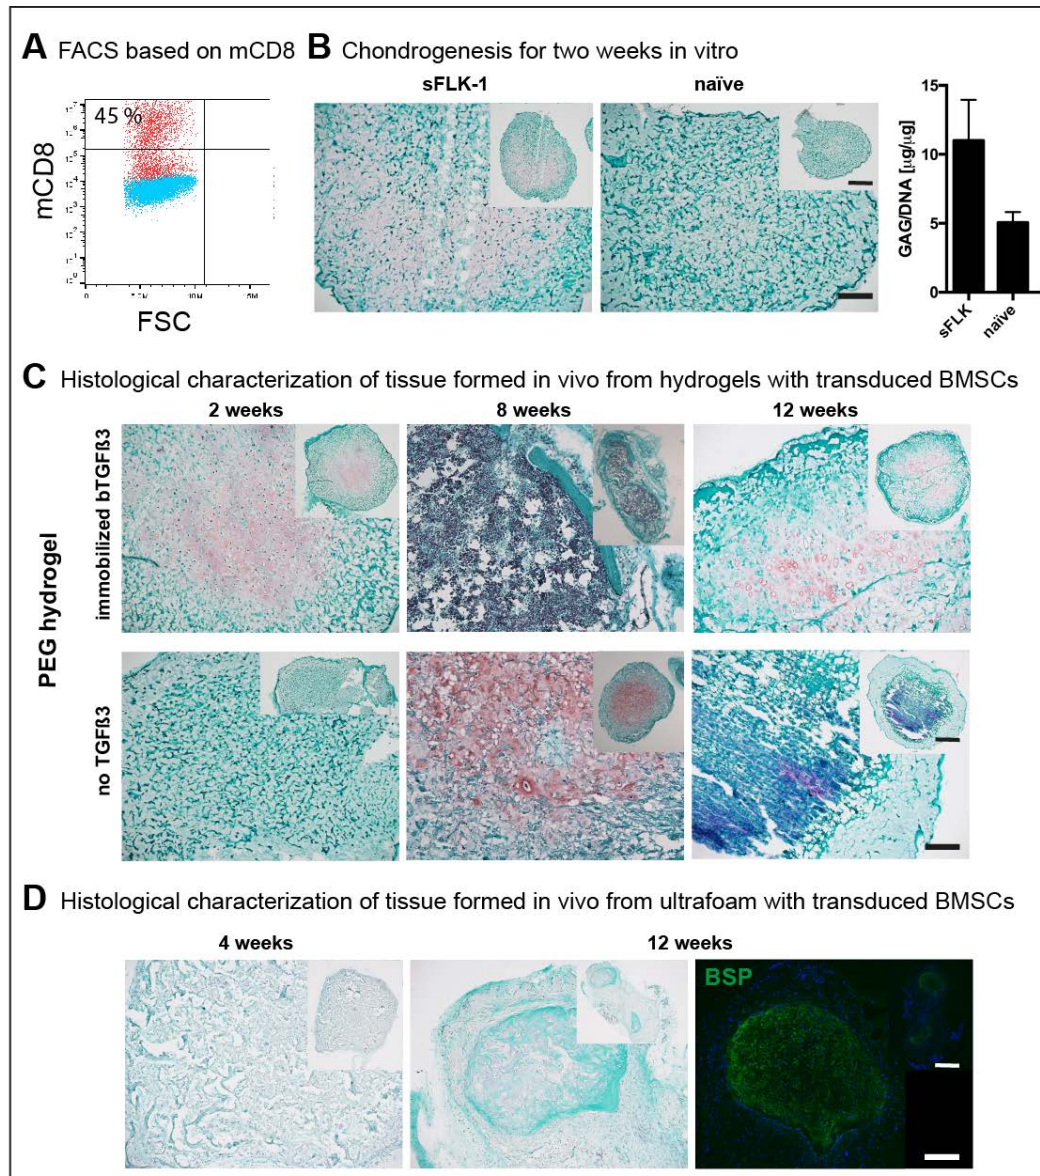 A FACS based on mCD8
45 %
mCD8
FSC
B Chondrogenesis for two weeks in vitro
sFLK-1
naïve
15
10
5
0
GAG/DNA [µg/µg]
sFLK
naïve
C Histological characterization of tissue formed in vivo from hydrogels with transduced BMSCs
2 weeks
8 weeks
12 weeks
PEG hydrogel
immobilized bTGFß3
no TGFß3
D Histological characterization of tissue formed in vivo from ultrafoam with transduced BMSCs
4 weeks
12 weeks
BSP